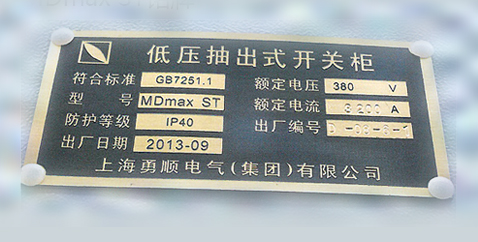 低压抽出式开关柜
符合标准 GB7251.1 额定电压 380 V
型号 MDmax ST 额定电流 3200 A
防护等级 IP40 出厂编号
出厂日期 2013-09
上海勇顺电气(集团)有限公司